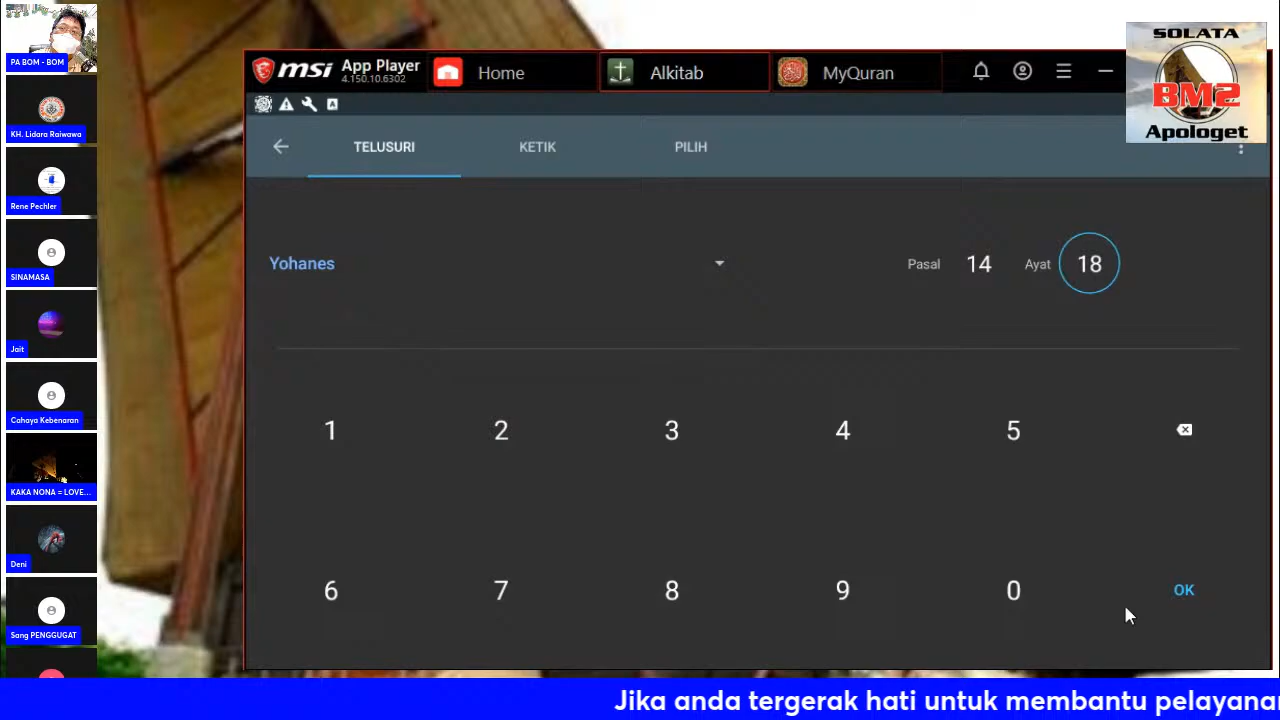 PA BOM - BOM
KH. Lidara Raiwawa
Rene Pechler
SINAMASA
Jait
Cahaya Kebenaran
KAKA NONA = LOVE...
Deni
Sang PENGGUGAT
msi App Player
4.150.10.6302
Home
Alkitab
MyQuran
SOLATA
BM2
Apologet
TELUSURI
KETIK
PILIH
Yohanes
Pasal 14
Ayat 18
1 2 3 4 5
6 7 8 9 0 OK
Jika anda tergerak hati untuk membantu pelayanan